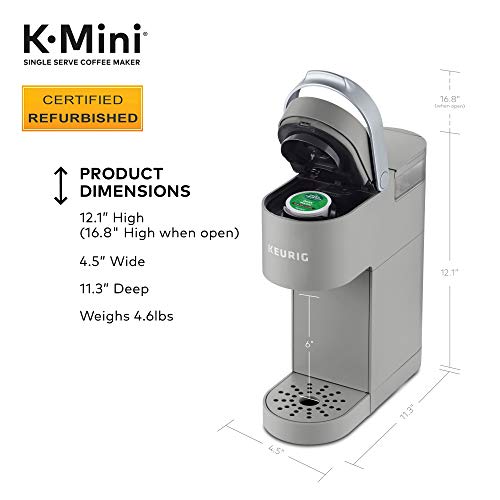 K•Mini®
SINGLE SERVE COFFEE MAKER
CERTIFIED
REFURBISHED
PRODUCT
DIMENSIONS
12.1" High
(16.8" High when open)
4.5" Wide
11.3" Deep
Weighs 4.6lbs
16.8"
(when open)
KEURIG
12.1"
6"
11.3"
4.5"